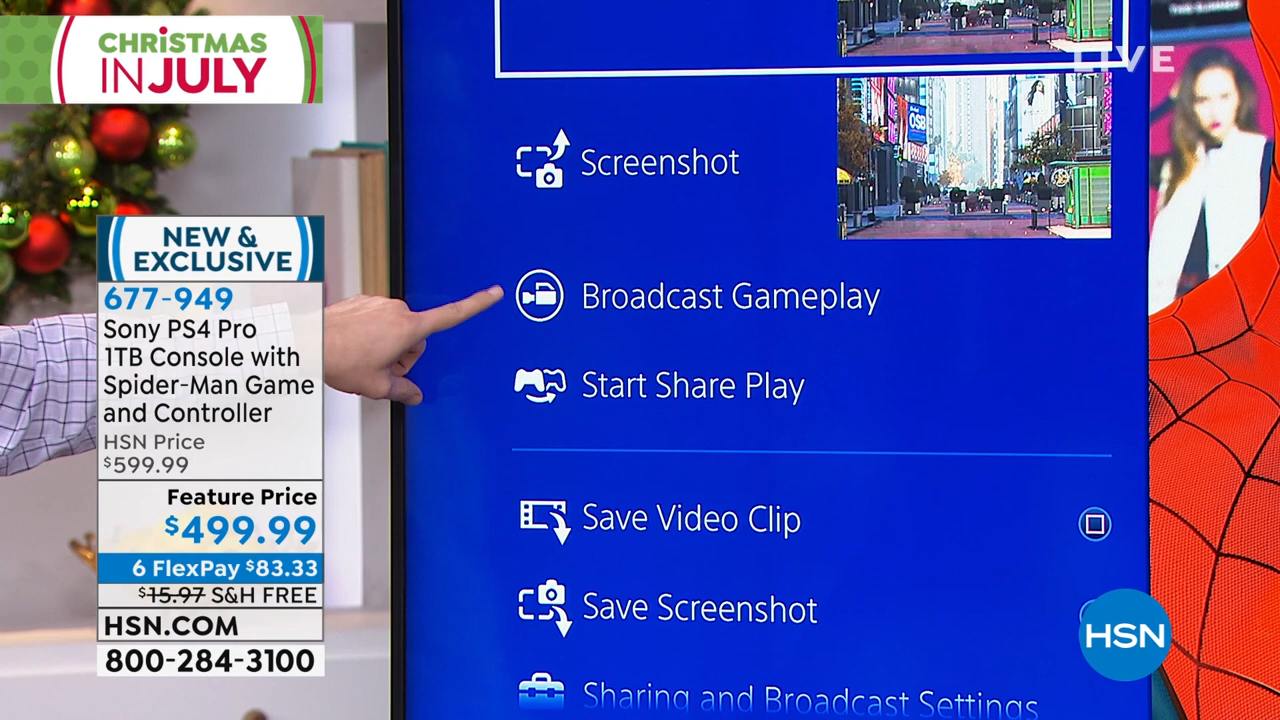 CHRiSTMAS
INJULY
NEW &
EXCLUSIVE
677-949
Sony PS4 Pro
1TB Console with
Spider-Man Game
and Controller
HSN Price
$599.99
Feature Price
$499.99
6 FlexPay $83.33
$15.97 S&H FREE
HSN.COM
800-284-3100
LIVE
Screenshot
Broadcast Gameplay
Start Share Play
Save Video Clip
Save Screenshot
Sharing and Broadcast Settings
HSN